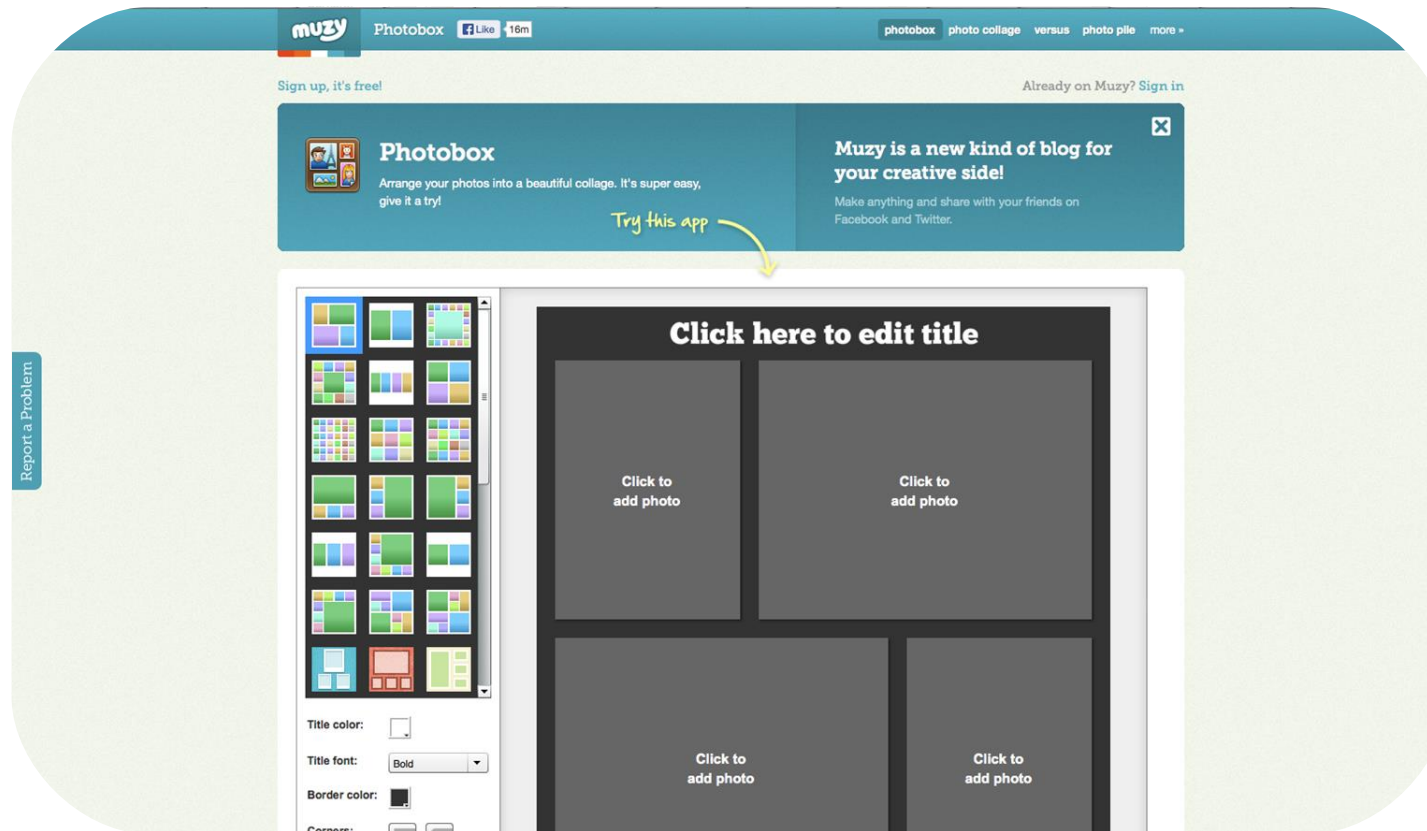 muzy
Photobox
Like 16m
photobox photo collage versus photo pile more »
Sign up, it's free!
Already on Muzy? Sign in
Photobox
Arrange your photos into a beautiful collage. It's super easy,
give it a try!
Try this app
Muzy is a new kind of blog for
your creative side!
Make anything and share with your friends on
Facebook and Twitter.
Report a Problem
Click here to edit title
Click to
add photo
Click to
add photo
Click to
add photo
Click to
add photo
Title color:
Title font:
Bold
Border color:
Corners: